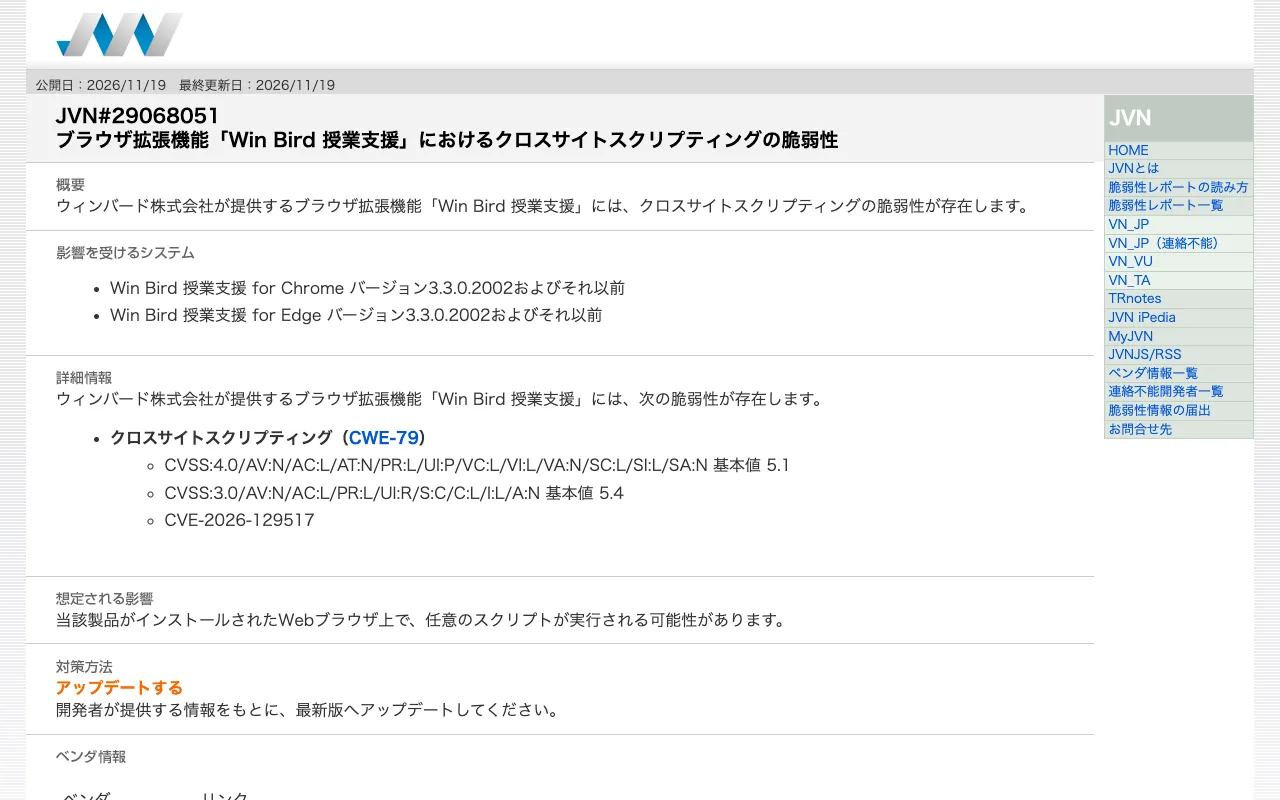 JVN
公開日：2026/11/19　最終更新日：2026/11/19
JVN#29068051
ブラウザ拡張機能「Win Bird 授業支援」におけるクロスサイトスクリプティングの脆弱性
概要
ウィンバード株式会社が提供するブラウザ拡張機能「Win Bird 授業支援」には、クロスサイトスクリプティングの脆弱性が存在します。
影響を受けるシステム
Win Bird 授業支援 for Chrome バージョン3.3.0.2002およびそれ以前
Win Bird 授業支援 for Edge バージョン3.3.0.2002およびそれ以前
詳細情報
ウィンバード株式会社が提供するブラウザ拡張機能「Win Bird 授業支援」には、次の脆弱性が存在します。
クロスサイトスクリプティング（CWE-79）
CVSS:4.0/AV:N/AC:L/AT:N/PR:L/UI:P/VC:L/VI:L/VA:N/SC:L/SI:L/SA:N 基本値 5.1
CVSS:3.0/AV:N/AC:L/PR:L/UI:R/S:C/C:L/I:L/A:N 基本値 5.4
CVE-2026-129517
想定される影響
当該製品がインストールされたWebブラウザ上で、任意のスクリプトが実行される可能性があります。
対策方法
アップデートする
開発者が提供する情報をもとに、最新版へアップデートしてください。
ベンダ情報
ベンダ　リンク
JVN
HOME
JVNとは
脆弱性レポートの読み方
脆弱性レポート一覧
VN_JP
VN_JP（連絡不能）
VN_VU
VN_TA
TRnotes
JVN iPedia
MyJVN
JVNJS/RSS
ベンダ情報一覧
連絡不能開発者一覧
脆弱性情報の届出
お問合せ先